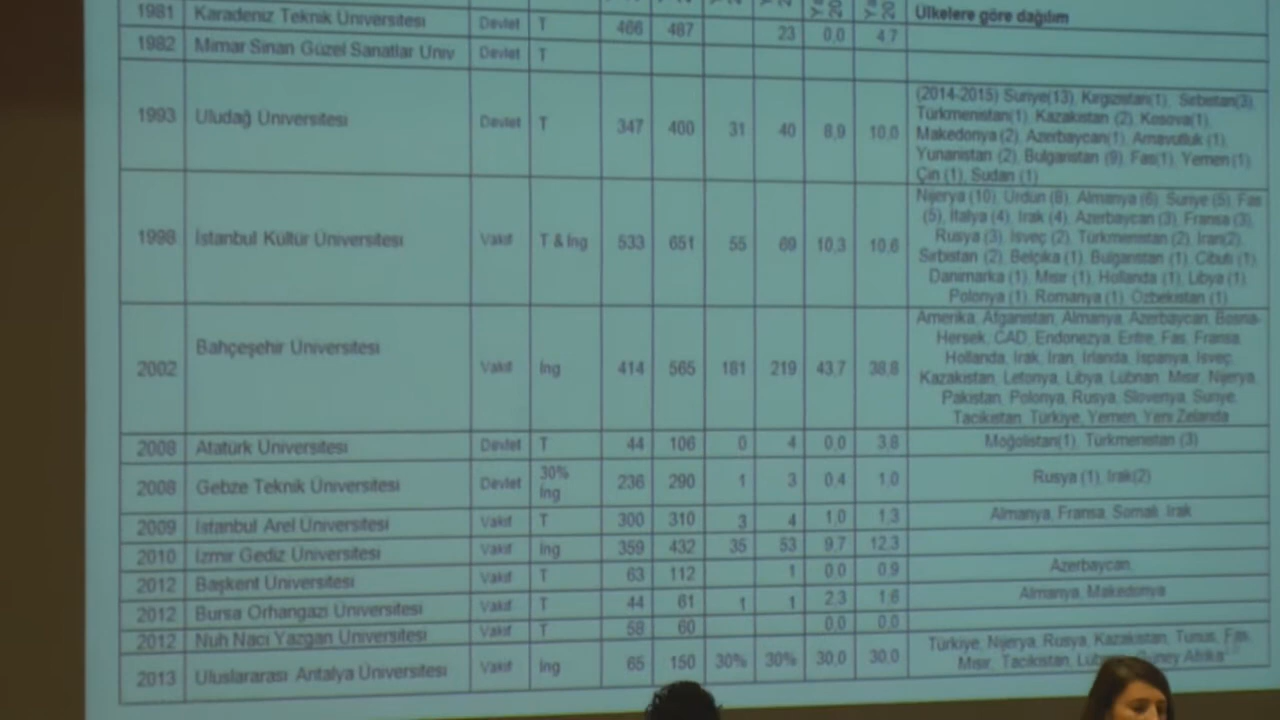 Ülkelere göre dağılım
1981 Karadeniz Teknik Üniversitesi Devlet T 466 487 23 0,0 4,7
1982 Mimar Sinan Güzel Sanatlar Üniv Devlet T
1993 Uludağ Üniversitesi Devlet T 347 400 31 40 8,9 10,0
(2014-2015) Suriye(13), Kırgızistan(1), Sırbistan(3),
Türkmenistan(1), Kazakistan (2), Kosova(1),
Makedonya (2), Azerbaycan(1), Arnavutluk (1),
Yunanistan (2), Bulgaristan (9), Fas(1), Yemen(1)
Çin (1), Sudan (1)
1998 İstanbul Kültür Üniversitesi Vakıf T & İng 533 651 55 69 10,3 10,6
Nijerya (10), Ürdün (8), Almanya (6), Suriye (5), Fas
(5), İtalya (4), Irak (4), Azerbaycan (3), Fransa (3),
Rusya (3), İsveç (2), Türkmenistan (2), İran(2),
Sırbistan (2), Belçika (1), Bulgaristan (1), Cibuti (1),
Danimarka (1), Mısır (1), Hollanda (1), Libya (1),
Polonya (1), Romanya (1), Özbekistan (1)
2002 Bahçeşehir Üniversitesi Vakıf İng 414 565 181 219 43,7 38,8
Amerika, Afganistan, Almanya, Azerbaycan, Bosna-
Hersek, ÇAD, Endonezya, Eritre, Fas, Fransa,
Hollanda, Irak, İran, İrlanda, İspanya, İsveç,
Kazakistan, Letonya, Libya, Lübnan, Mısır, Nijerya,
Pakistan, Polonya, Rusya, Slovenya, Suriye,
Tacikistan, Türkiye, Yemen, Yeni Zelanda
2008 Atatürk Üniversitesi Devlet T 44 106 0 4 0,0 3,8 Moğolistan(1), Türkmenistan (3)
2008 Gebze Teknik Üniversitesi Devlet 30% İng 236 290 1 3 0,4 1,0 Rusya (1), Irak(2)
2009 İstanbul Arel Üniversitesi Vakıf T 300 310 3 4 1,0 1,3 Almanya, Fransa, Somali, Irak
2010 İzmir Gediz Üniversitesi Vakıf İng 359 432 35 53 9,7 12,3
2012 Başkent Üniversitesi Vakıf T 63 112 1 0,0 0,9 Azerbaycan
2012 Bursa Orhangazi Üniversitesi Vakıf T 44 61 1 1 2,3 1,6 Almanya, Makedonya
2012 Nuh Naci Yazgan Üniversitesi Vakıf T 58 60 0,0 0,0
2013 Uluslararası Antalya Üniversitesi Vakıf İng 65 150 30% 30% 30,0 30,0
Türkiye, Nijerya, Rusya, Kazakistan, Tunus, Fas,
Mısır, Tacikistan, Güney Afrika